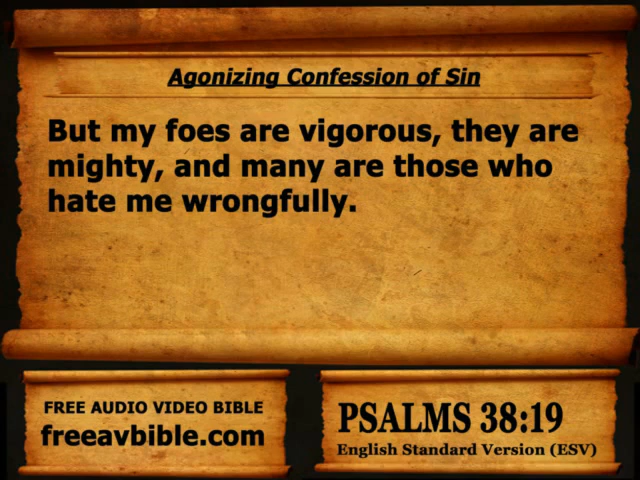 Agonizing Confession of Sin
But my foes are vigorous, they are
mighty, and many are those who
hate me wrongfully.
FREE AUDIO VIDEO BIBLE
freeavbible.com
PSALMS 38:19
English Standard Version (ESV)